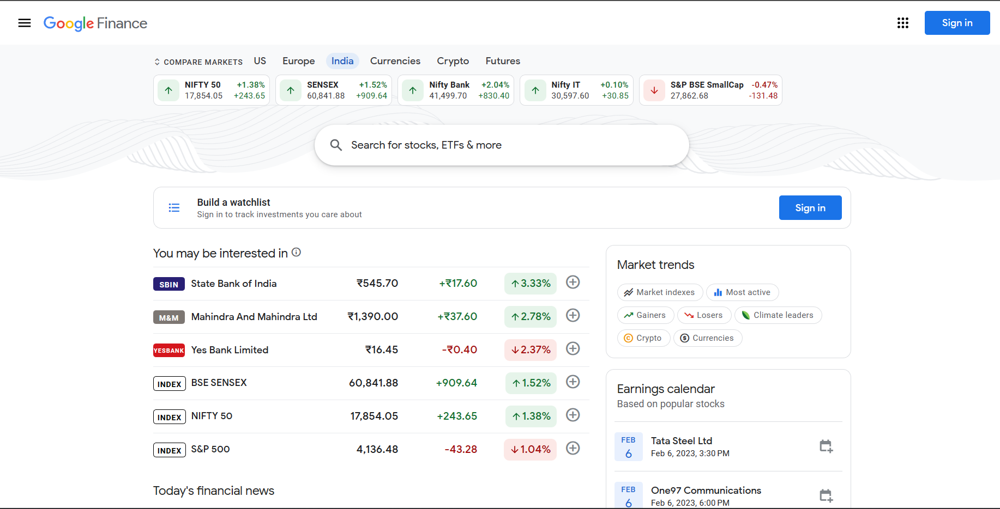 Google Finance
Sign in
COMPARE MARKETS US Europe India Currencies Crypto Futures
NIFTY 50 +1.38%
17,854.05 +243.65
SENSEX +1.52%
60,841.88 +909.64
Nifty Bank +2.04%
41,499.70 +830.40
Nifty IT +0.10%
30,597.60 +30.85
S&P BSE SmallCap -0.47%
27,862.68 -131.48
Search for stocks, ETFs & more
Build a watchlist
Sign in to track investments you care about
Sign in
You may be interested in
SBIN State Bank of India ₹545.70 +₹17.60 3.33%
M&M Mahindra And Mahindra Ltd ₹1,390.00 +₹37.60 2.78%
YESBANK Yes Bank Limited ₹16.45 -₹0.40 2.37%
INDEX BSE SENSEX 60,841.88 +909.64 1.52%
INDEX NIFTY 50 17,854.05 +243.65 1.38%
INDEX S&P 500 4,136.48 -43.28 1.04%
Today's financial news
Market trends
Market indexes Most active
Gainers Losers Climate leaders
Crypto Currencies
Earnings calendar
Based on popular stocks
FEB
6
Tata Steel Ltd
Feb 6, 2023, 3:30 PM
FEB
6
One97 Communications
Feb 6, 2023, 6:00 PM